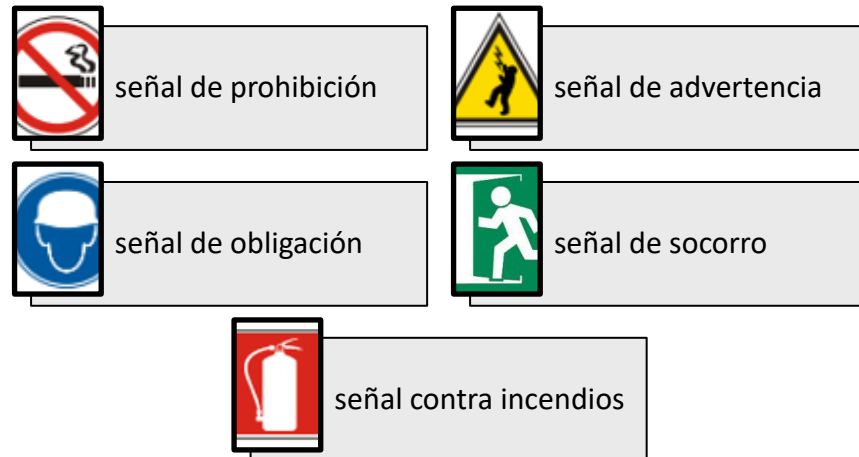 señal de prohibición
señal de advertencia
señal de obligación
señal de socorro
señal contra incendios